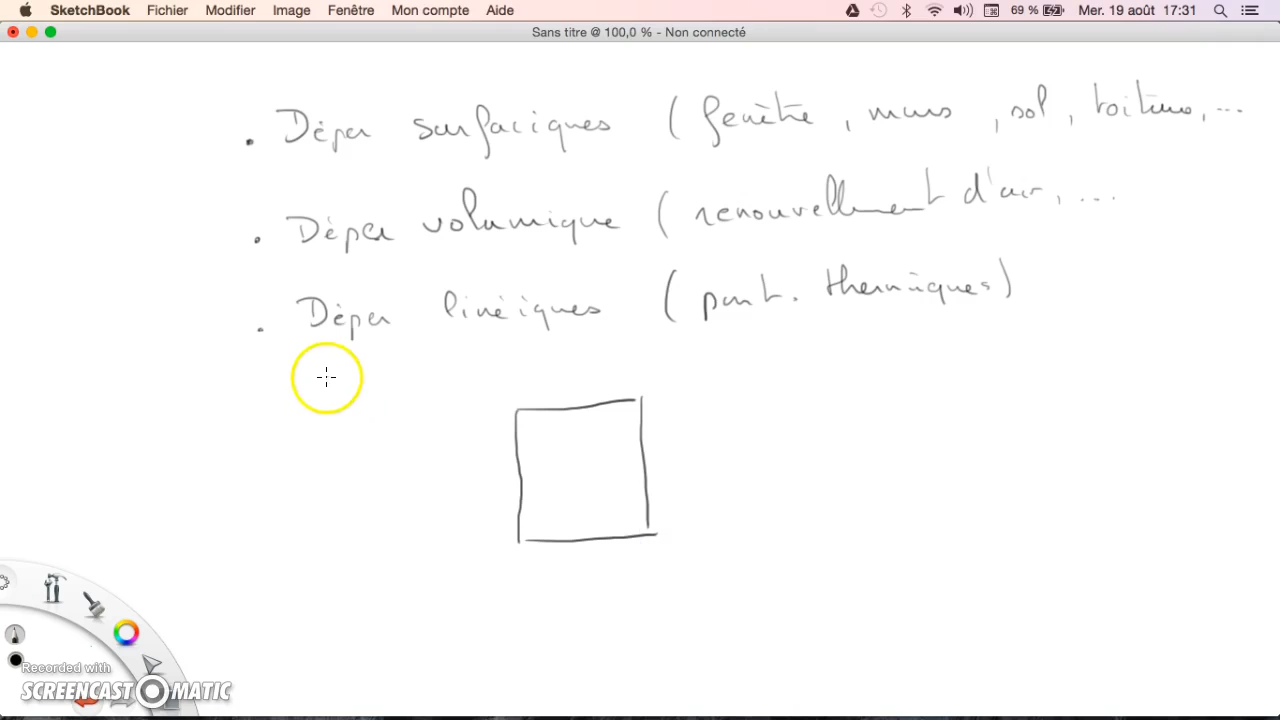 SketchBook Fichier Modifier Image Fenêtre Mon compte Aide 69 % Mer. 19 août 17:31
Sans titre @ 100,0 % - Non connecté
. Déper surfaciques (fenêtre, murs, sol, toitures, ...
. Déper volumique (renouvellement d'air, ....
. Déper linéiques (pont. thermiques)
Recorded with
SCREENCAST-O-MATIC